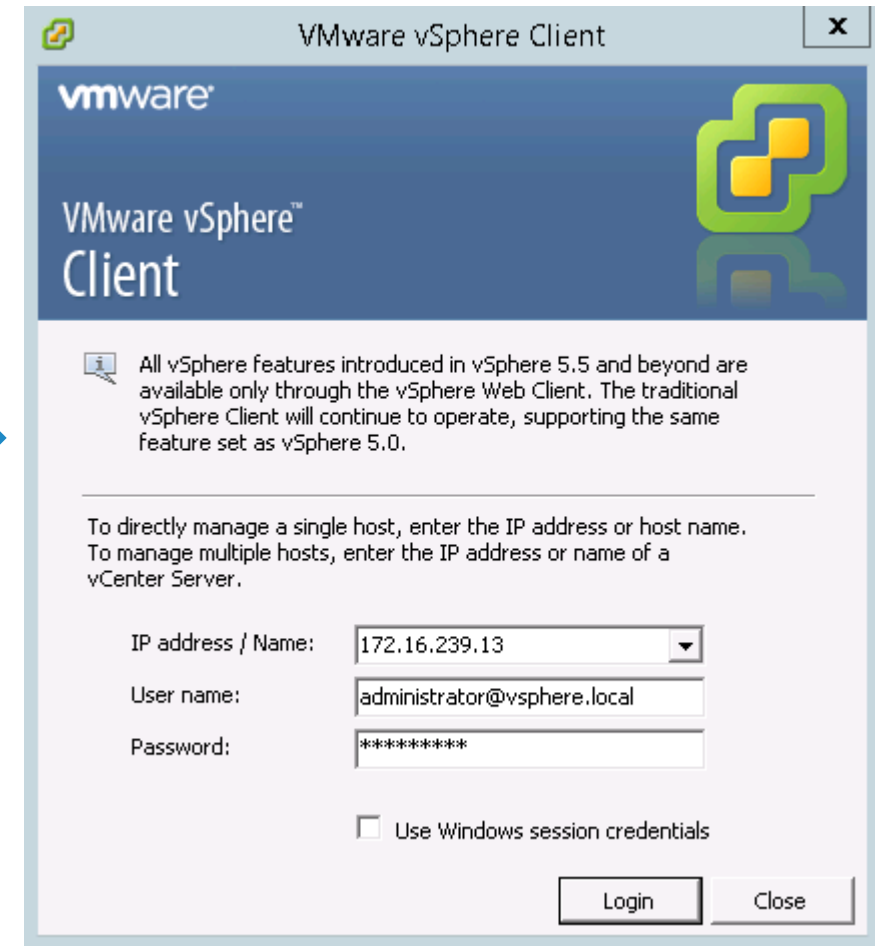 VMware vSphere Client
x
vmware
VMware vSphere™
Client
All vSphere features introduced in vSphere 5.5 and beyond are
available only through the vSphere Web Client. The traditional
vSphere Client will continue to operate, supporting the same
feature set as vSphere 5.0.
To directly manage a single host, enter the IP address or host name.
To manage multiple hosts, enter the IP address or name of a
vCenter Server.
IP address / Name: 172.16.239.13
User name: administrator@vsphere.local
Password: *********
Use Windows session credentials
Login Close